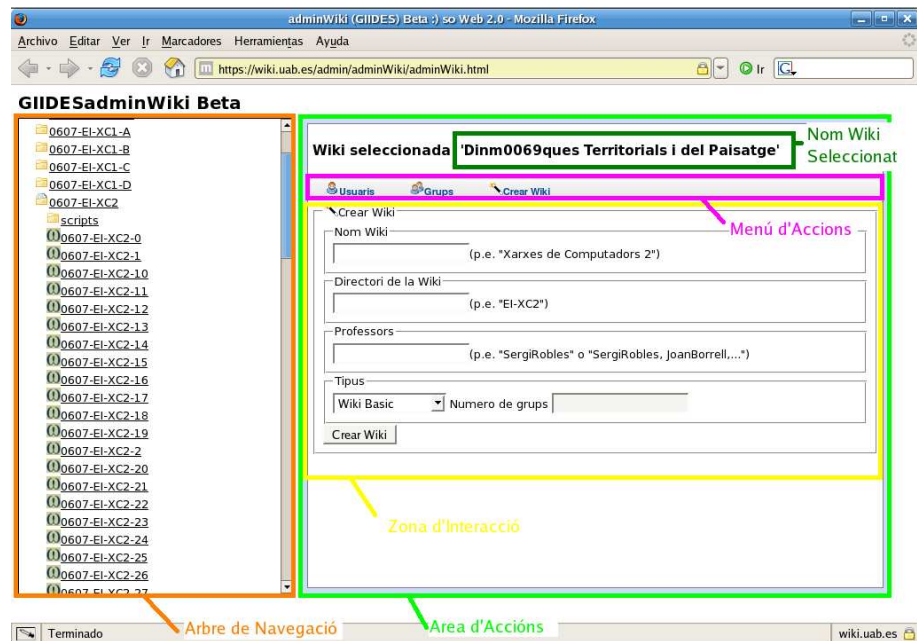 adminWiki (GIIDES) Beta :) so Web 2.0 - Mozilla Firefox
Archivo Editar Ver Ir Marcadores Herramientas Ayuda
https://wiki.uab.es/admin/adminWiki/adminWiki.html
Ir
G
GIIDESadminWiki Beta
0607-EI-XC1-A
0607-EI-XC1-B
0607-EI-XC1-C
0607-EI-XC1-D
0607-EI-XC2
scripts
0607-EI-XC2-0
0607-EI-XC2-1
0607-EI-XC2-10
0607-EI-XC2-11
0607-EI-XC2-12
0607-EI-XC2-13
0607-EI-XC2-14
0607-EI-XC2-15
0607-EI-XC2-16
0607-EI-XC2-17
0607-EI-XC2-18
0607-EI-XC2-19
0607-EI-XC2-2
0607-EI-XC2-20
0607-EI-XC2-21
0607-EI-XC2-22
0607-EI-XC2-23
0607-EI-XC2-24
0607-EI-XC2-25
0607-EI-XC2-26
0607-EI-XC2-27
Wiki seleccionada 'Dinm0069ques Territorials i del Paisatge'
Nom Wiki
Seleccionat
Usuaris Grups Crear Wiki
Menú d'Accions
Crear Wiki
Nom Wiki
(p.e. "Xarxes de Computadors 2")
Directori de la Wiki
(p.e. "EI-XC2")
Professors
(p.e. "SergiRobles" o "SergiRobles, JoanBorrell,...")
Tipus
Wiki Basic Numero de grups
Crear Wiki
Zona d'Interacció
Arbre de Navegació
Area d'Accións
Terminado
wiki.uab.es